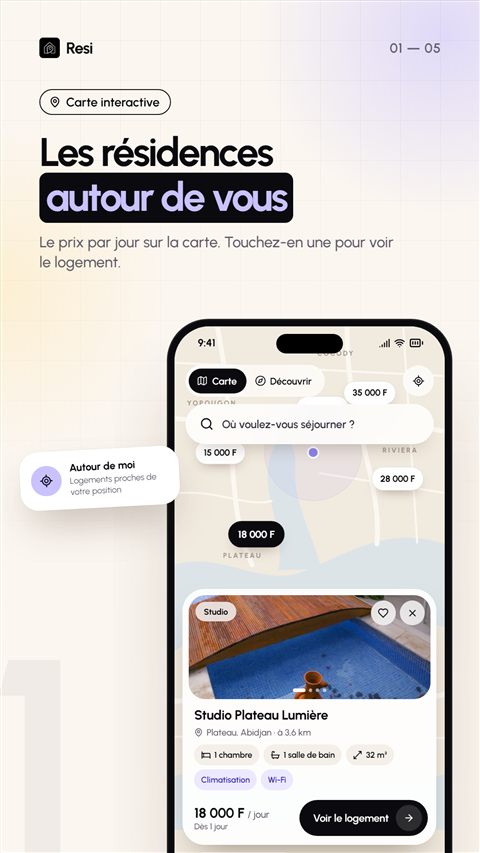 Resi
01 — 05
Carte interactive
Les résidences
autour de vous
Le prix par jour sur la carte. Touchez-en une pour voir
le logement.
9:41
COCODY
Carte
Découvrir
35 000 F
YOPOUGON
Où voulez-vous séjourner ?
15 000 F
RIVIERA
28 000 F
Autour de moi
Logements proches de
votre position
18 000 F
PLATEAU
Studio
Studio Plateau Lumière
Plateau, Abidjan · à 3,6 km
1 chambre
1 salle de bain
32 m²
Climatisation
Wi-Fi
18 000 F / jour
Dès 1 jour
Voir le logement
1